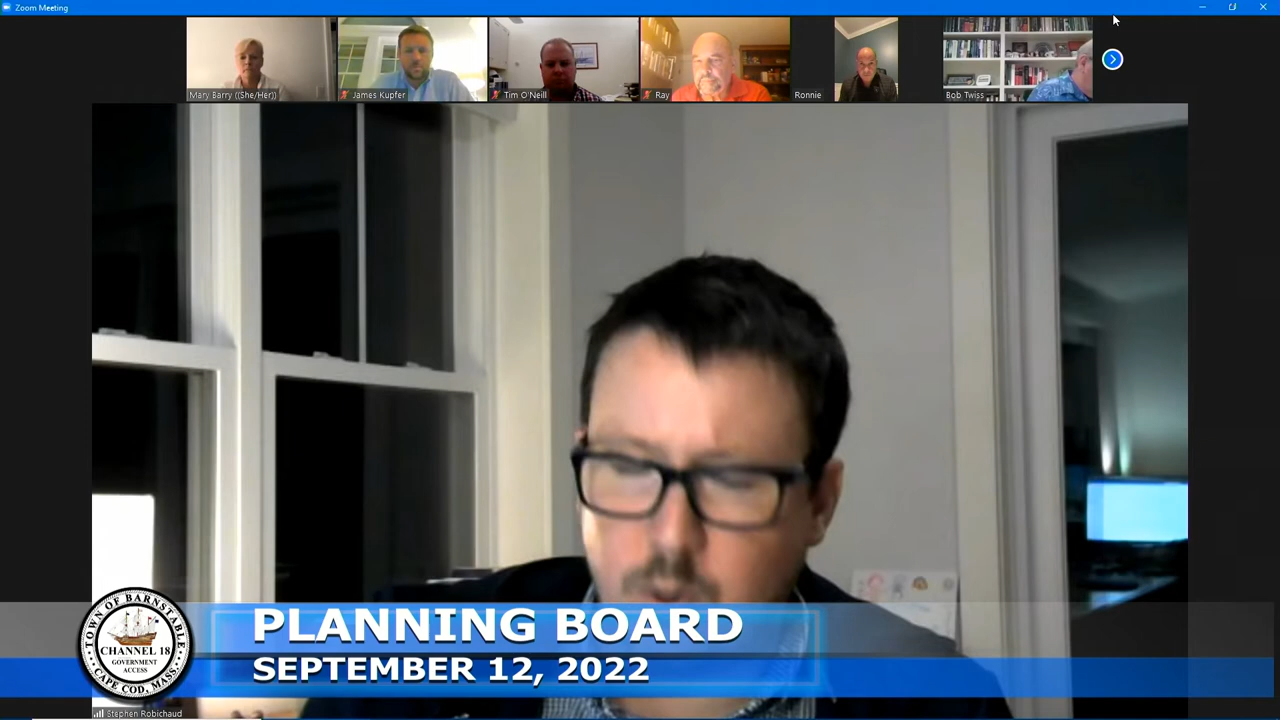 Zoom Meeting
Mary Barry ((She/Her))
James Kupfer
Tim O'Neill
Ray
Ronnie
Bob Twiss
TOWN OF BARNSTABLE
CHANNEL 18
GOVERNMENT
ACCESS
CAPE COD, MASS.
PLANNING BOARD
SEPTEMBER 12, 2022
Stephen Robichaud